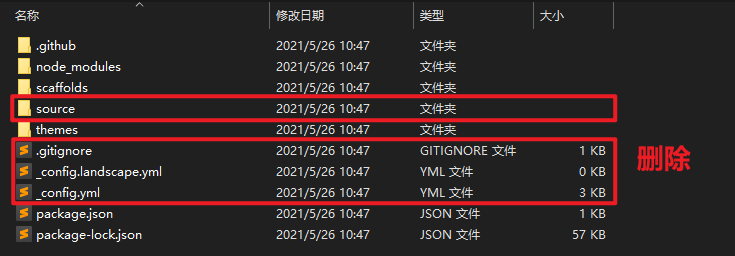 名称 修改日期 类型 大小
.github 2021/5/26 10:47 文件夹
node_modules 2021/5/26 10:47 文件夹
scaffolds 2021/5/26 10:47 文件夹
source 2021/5/26 10:47 文件夹
themes 2021/5/26 10:47 文件夹
.gitignore 2021/5/26 10:47 GITIGNORE 文件 1 KB
_config.landscape.yml 2021/5/26 10:47 YML 文件 0 KB
删除
_config.yml 2021/5/26 10:47 YML 文件 3 KB
package.json 2021/5/26 10:47 JSON 文件 1 KB
package-lock.json 2021/5/26 10:47 JSON 文件 57 KB